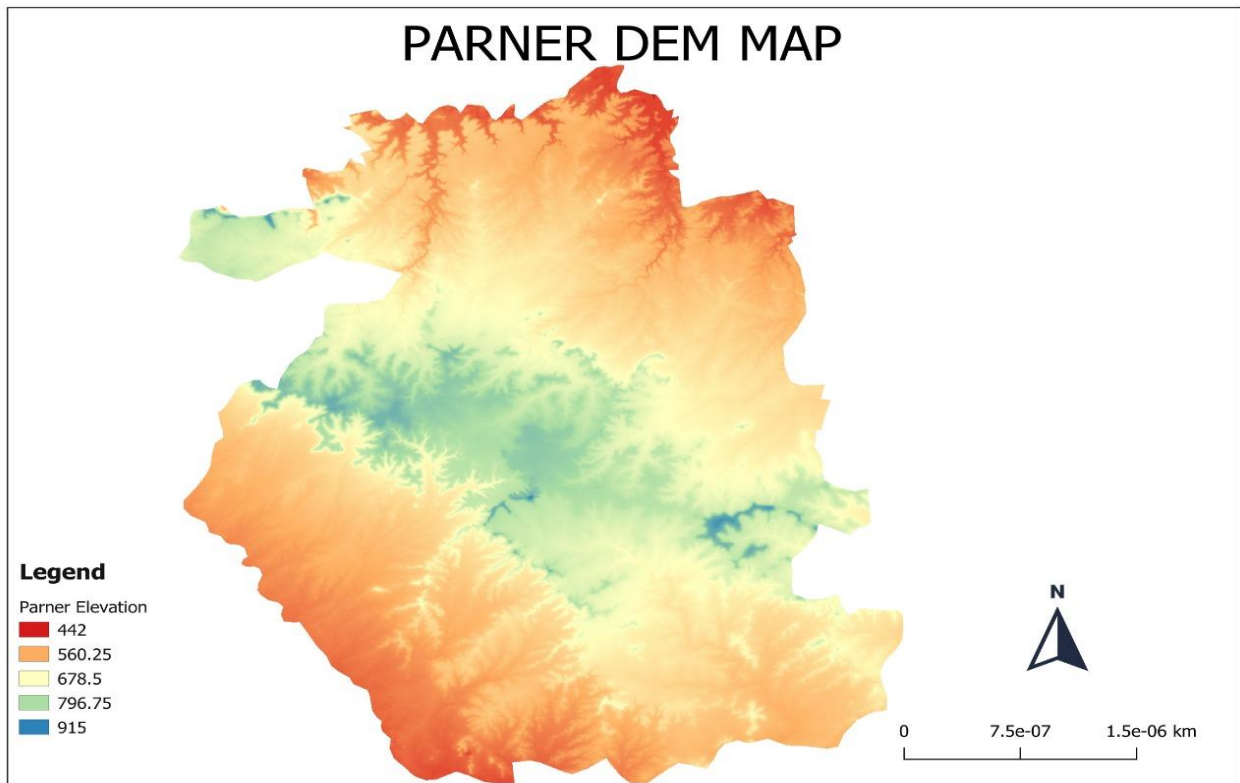 PARNER DEM MAP
Legend
Parner Elevation
442
560.25
678.5
796.75
915
N
0 7.5e-07 1.5e-06 km